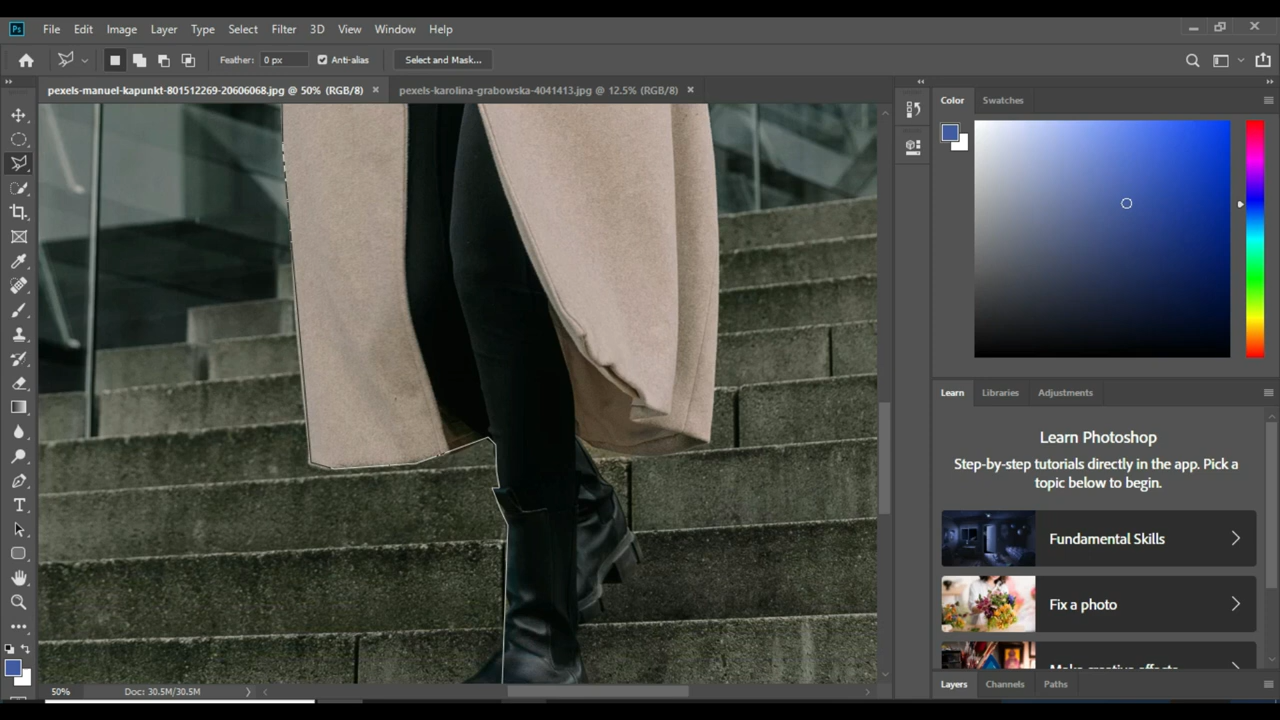 Ps File Edit Image Layer Type Select Filter 3D View Window Help
Feather: 0 px Anti-alias Select and Mask...
pexels-manuel-kapunkt-801512269-20606068.jpg @ 50% (RGB/8) × pexels-karolina-grabowska-4041413.jpg @ 12.5% (RGB/8) ×
Color Swatches
Learn Libraries Adjustments
Learn Photoshop
Step-by-step tutorials directly in the app. Pick a
topic below to begin.
Fundamental Skills
Fix a photo
Make creative effects
Layers Channels Paths
50% Doc: 30.5M/30.5M